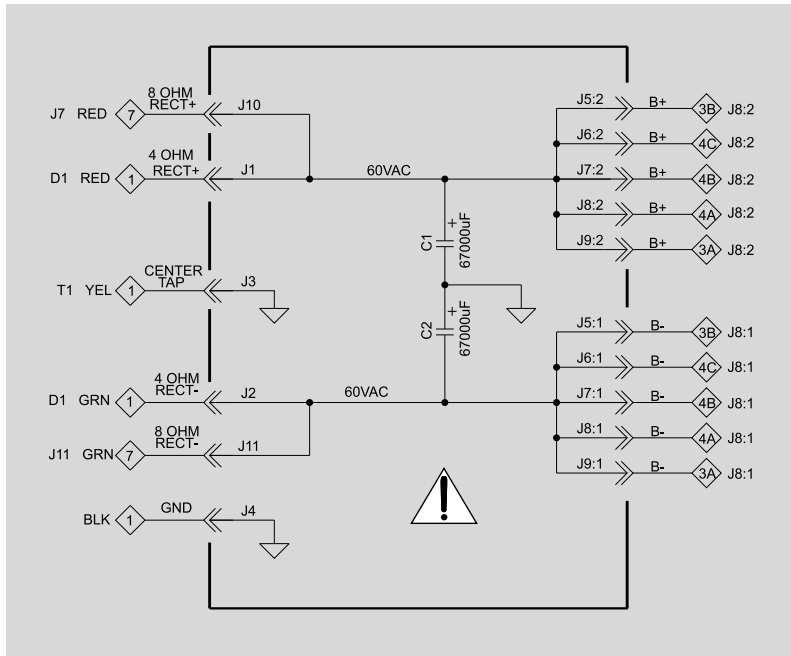 J7 RED 7 8 OHM RECT+ J10
D1 RED 1 4 OHM RECT+ J1
60VAC
C1 + 67000uF
T1 YEL 1 CENTER TAP J3
C2 + 67000uF
D1 GRN 1 4 OHM RECT- J2
60VAC
J11 GRN 7 8 OHM RECT- J11
BLK 1 GND J4
J5:2 B+ 3B J8:2
J6:2 B+ 4C J8:2
J7:2 B+ 4B J8:2
J8:2 B+ 4A J8:2
J9:2 B+ 3A J8:2
J5:1 B- 3B J8:1
J6:1 B- 4C J8:1
J7:1 B- 4B J8:1
J8:1 B- 4A J8:1
J9:1 B- 3A J8:1
!